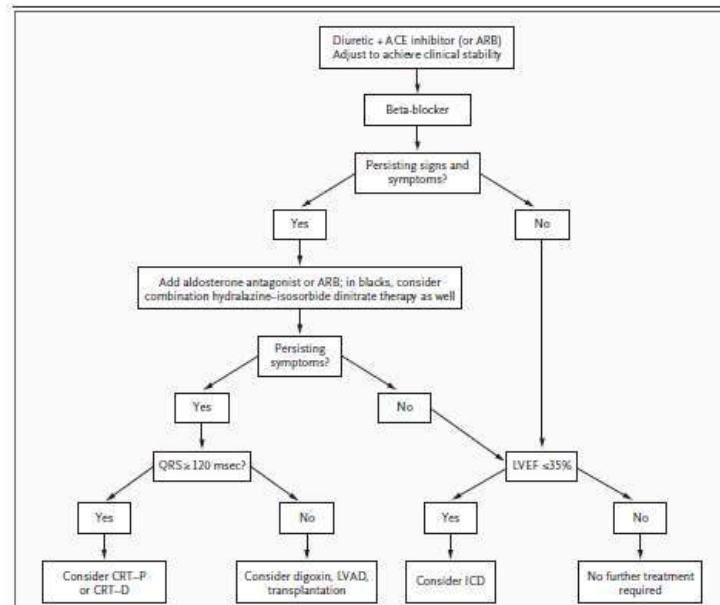 Diuretic + ACE inhibitor (or ARB)
Adjust to achieve clinical stability
Beta-blocker
Persisting signs and
symptoms?
Yes
No
Add aldosterone antagonist or ARB; in blacks, consider
combination hydralazine–isosorbide dinitrate therapy as well
Persisting
symptoms?
Yes
No
QRS ≥ 120 msec?
LVEF ≤35%
Yes
No
Yes
No
Consider CRT–P
or CRT–D
Consider digoxin, LVAD,
transplantation
Consider ICD
No further treatment
required